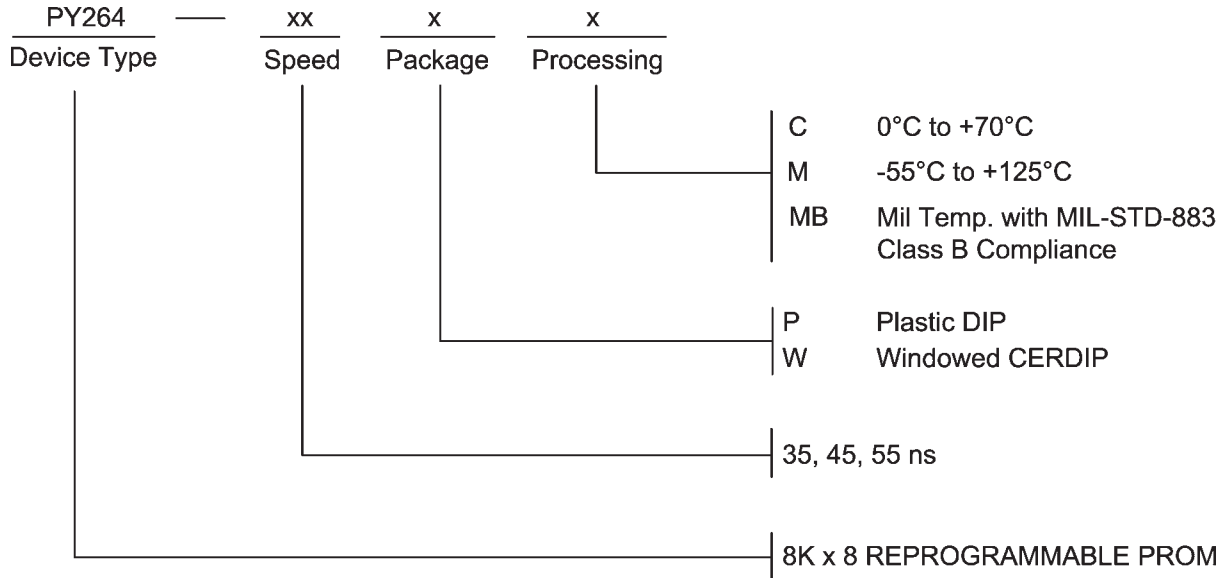 PY264 — xx x x
Device Type Speed Package Processing
C 0°C to +70°C
M -55°C to +125°C
MB Mil Temp. with MIL-STD-883
Class B Compliance
P Plastic DIP
W Windowed CERDIP
35, 45, 55 ns
8K x 8 REPROGRAMMABLE PROM